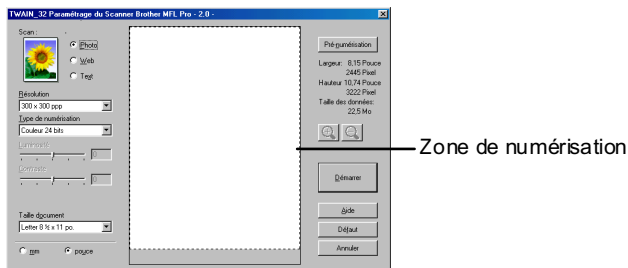 TWAIN_32 Paramétrage du Scanner Brother MFL Pro - 2.0 -
Scan :
Photo
Web
Text
Résolution
300 x 300 ppp
Type de numérisation
Couleur 24 bits
Luminosité
0
Contraste
0
Taille document
Letter 8 ½ x 11 po.
mm
pouce
Pré-numérisation
Largeur: 8,15 Pouce
2445 Pixel
Hauteur 10,74 Pouce
3222 Pixel
Taille des données:
22,5 Mo
Démarrer
Aide
Défaut
Annuler
Zone de numérisation